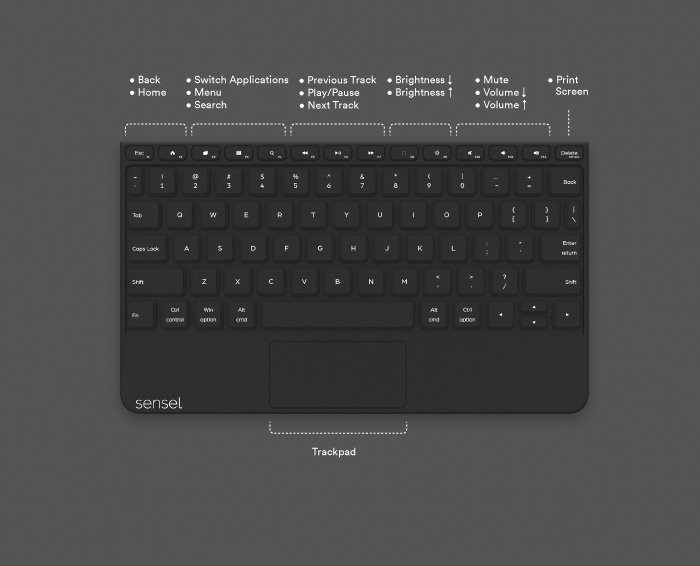 • Back
• Home
• Switch Applications
• Menu
• Search
• Previous Track
• Play/Pause
• Next Track
• Brightness ↓
• Brightness ↑
• Mute
• Volume ↓
• Volume ↑
• Print
Screen
Esc Delete
! @ # $ % ^ & * ( ) _ +
1 2 3 4 5 6 7 8 9 0 - = Back
Tab Q W E R T Y U I O P { [ } ] | \
Caps Lock A S D F G H J K L : ; Enter
return
Shift Z X C V B N M < , > . ? / Shift
Fn Ctrl Win Alt Alt Ctrl
control option cmd cmd option
sensel
Trackpad